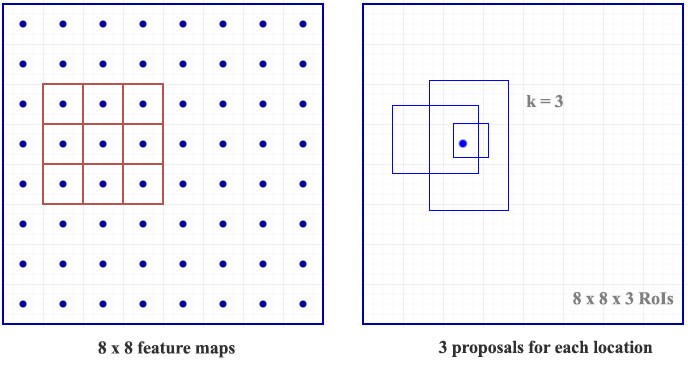 k = 3
8 x 8 x 3 RoIs
8 x 8 feature maps
3 proposals for each location